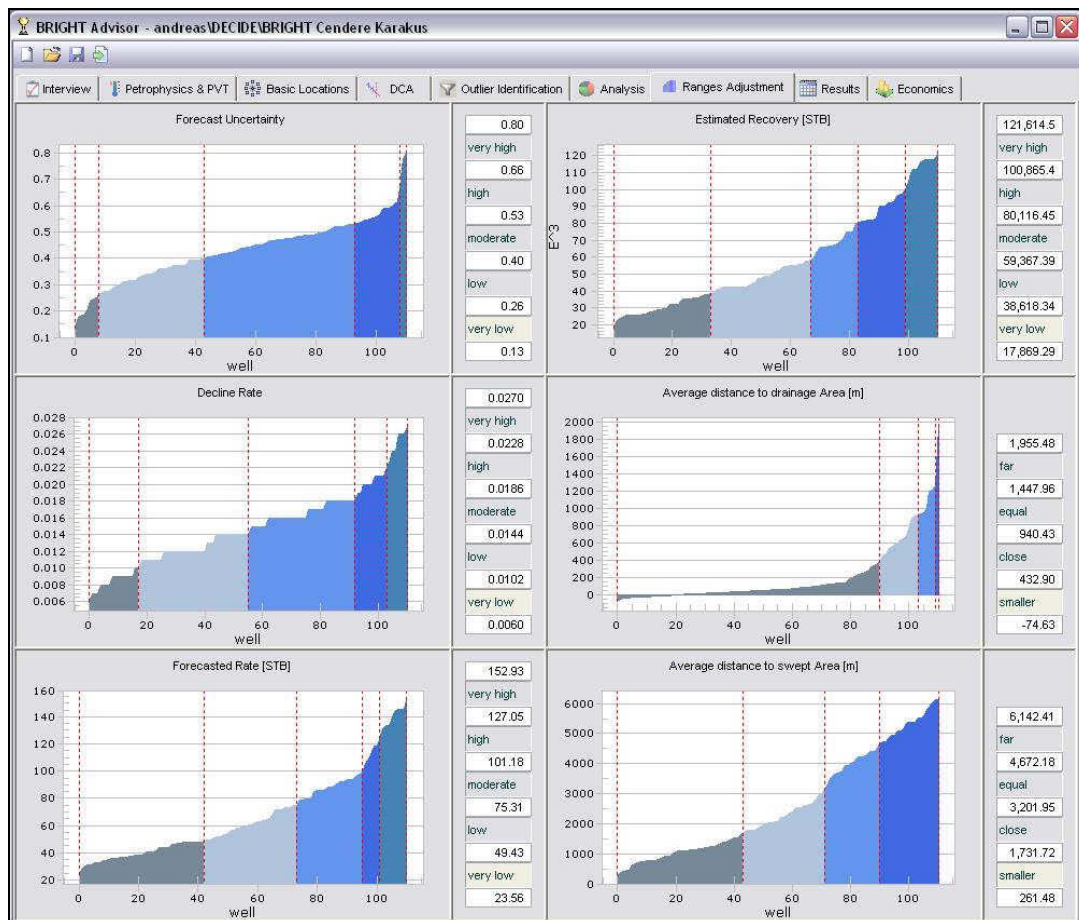 BRIGHT Advisor - andreas\DECIDE\BRIGHT Cendere Karakus
Interview Petrophysics & PVT Basic Locations DCA Outlier Identification Analysis Ranges Adjustment Results Economics
Forecast Uncertainty
0.8
0.7
0.6
0.5
0.4
0.3
0.2
0.1
0 20 40 60 80 100
well
0.80
very high
0.66
high
0.53
moderate
0.40
low
0.26
very low
0.13
Estimated Recovery [STB]
E^3
120
110
100
90
80
70
60
50
40
30
20
0 20 40 60 80 100
well
121,614.5
very high
100,865.4
high
80,116.45
moderate
59,367.39
low
38,618.34
very low
17,869.29
Decline Rate
0.028
0.026
0.024
0.022
0.020
0.018
0.016
0.014
0.012
0.010
0.008
0.006
0 20 40 60 80 100
well
0.0270
very high
0.0228
high
0.0186
moderate
0.0144
low
0.0102
very low
0.0060
Average distance to drainage Area [m]
2000
1800
1600
1400
1200
1000
800
600
400
200
0
0 20 40 60 80 100
well
1,955.48
far
1,447.96
equal
940.43
close
432.90
smaller
-74.63
Forecasted Rate [STB]
160
140
120
100
80
60
40
20
0 20 40 60 80 100
well
152.93
very high
127.05
high
101.18
moderate
75.31
low
49.43
very low
23.56
Average distance to swept Area [m]
6000
5000
4000
3000
2000
1000
0
0 20 40 60 80 100
well
6,142.41
far
4,672.18
equal
3,201.95
close
1,731.72
smaller
261.48